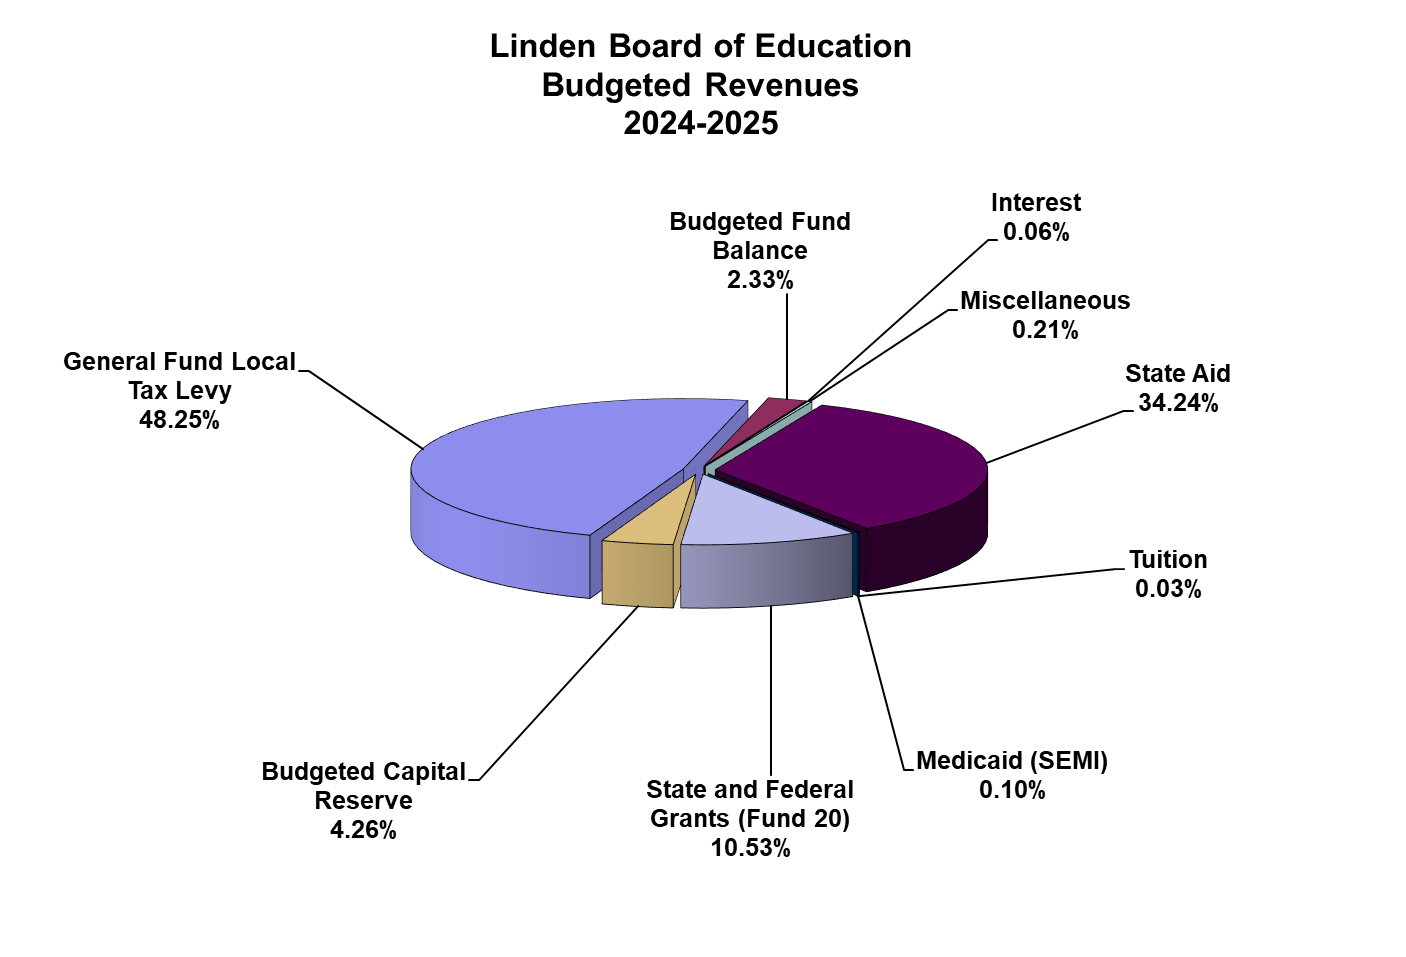 Linden Board of Education
Budgeted Revenues
2024-2025
Interest
0.06%
Budgeted Fund
Balance
2.33%
Miscellaneous
0.21%
General Fund Local
Tax Levy
48.25%
State Aid
34.24%
Tuition
0.03%
Medicaid (SEMI)
0.10%
Budgeted Capital
Reserve
4.26%
State and Federal
Grants (Fund 20)
10.53%